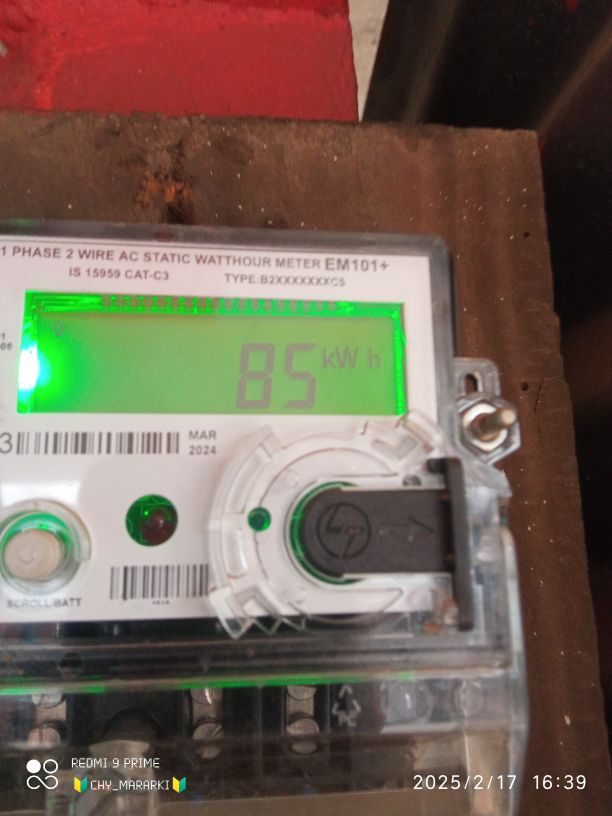 1 PHASE 2 WIRE AC STATIC WATTHOUR METER EM101+
IS 15959 CAT-C3 TYPE:B2XXXXXXXC5
85 kWh
3
MAR
2024
SCROLL/BATT
REDMI 9 PRIME
🔰CHY_MARARKI🔰
2025/2/17 16:39